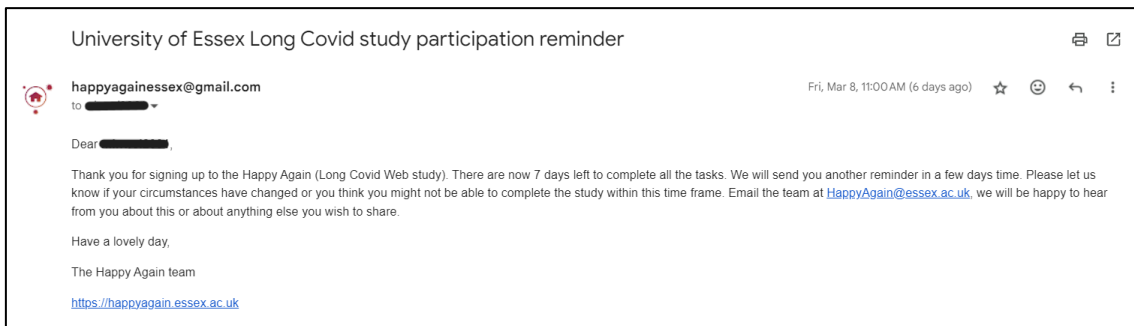 University of Essex Long Covid study participation reminder
happyagainessex@gmail.com
Fri, Mar 8, 11:00 AM (6 days ago)
to
Dear ,
Thank you for signing up to the Happy Again (Long Covid Web study). There are now 7 days left to complete all the tasks. We will send you another reminder in a few days time. Please let us
know if your circumstances have changed or you think you might not be able to complete the study within this time frame. Email the team at HappyAgain@essex.ac.uk, we will be happy to hear
from you about this or about anything else you wish to share.
Have a lovely day,
The Happy Again team
https://happyagain.essex.ac.uk